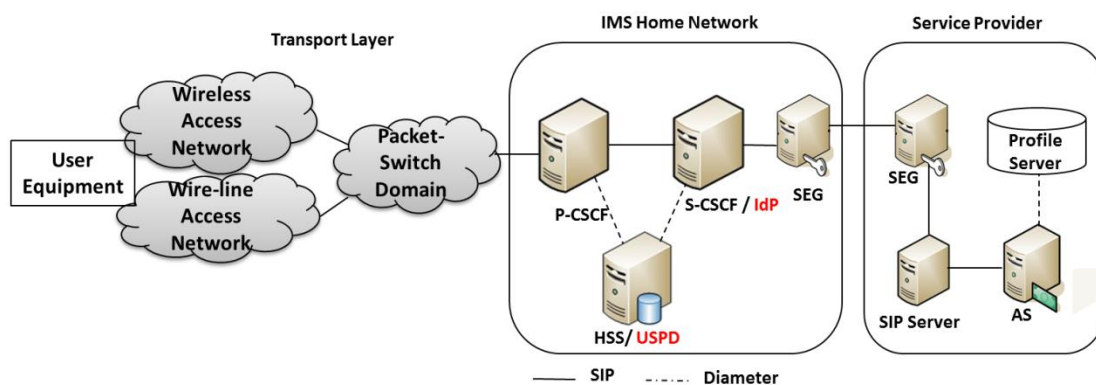 Transport Layer
IMS Home Network
Service Provider
User
Equipment
Wireless
Access
Network
Wire-line
Access
Network
Packet-
Switch
Domain
P-CSCF
S-CSCF / IdP
SEG
HSS/ USPD
SEG
Profile
Server
SIP Server
AS
SIP
Diameter